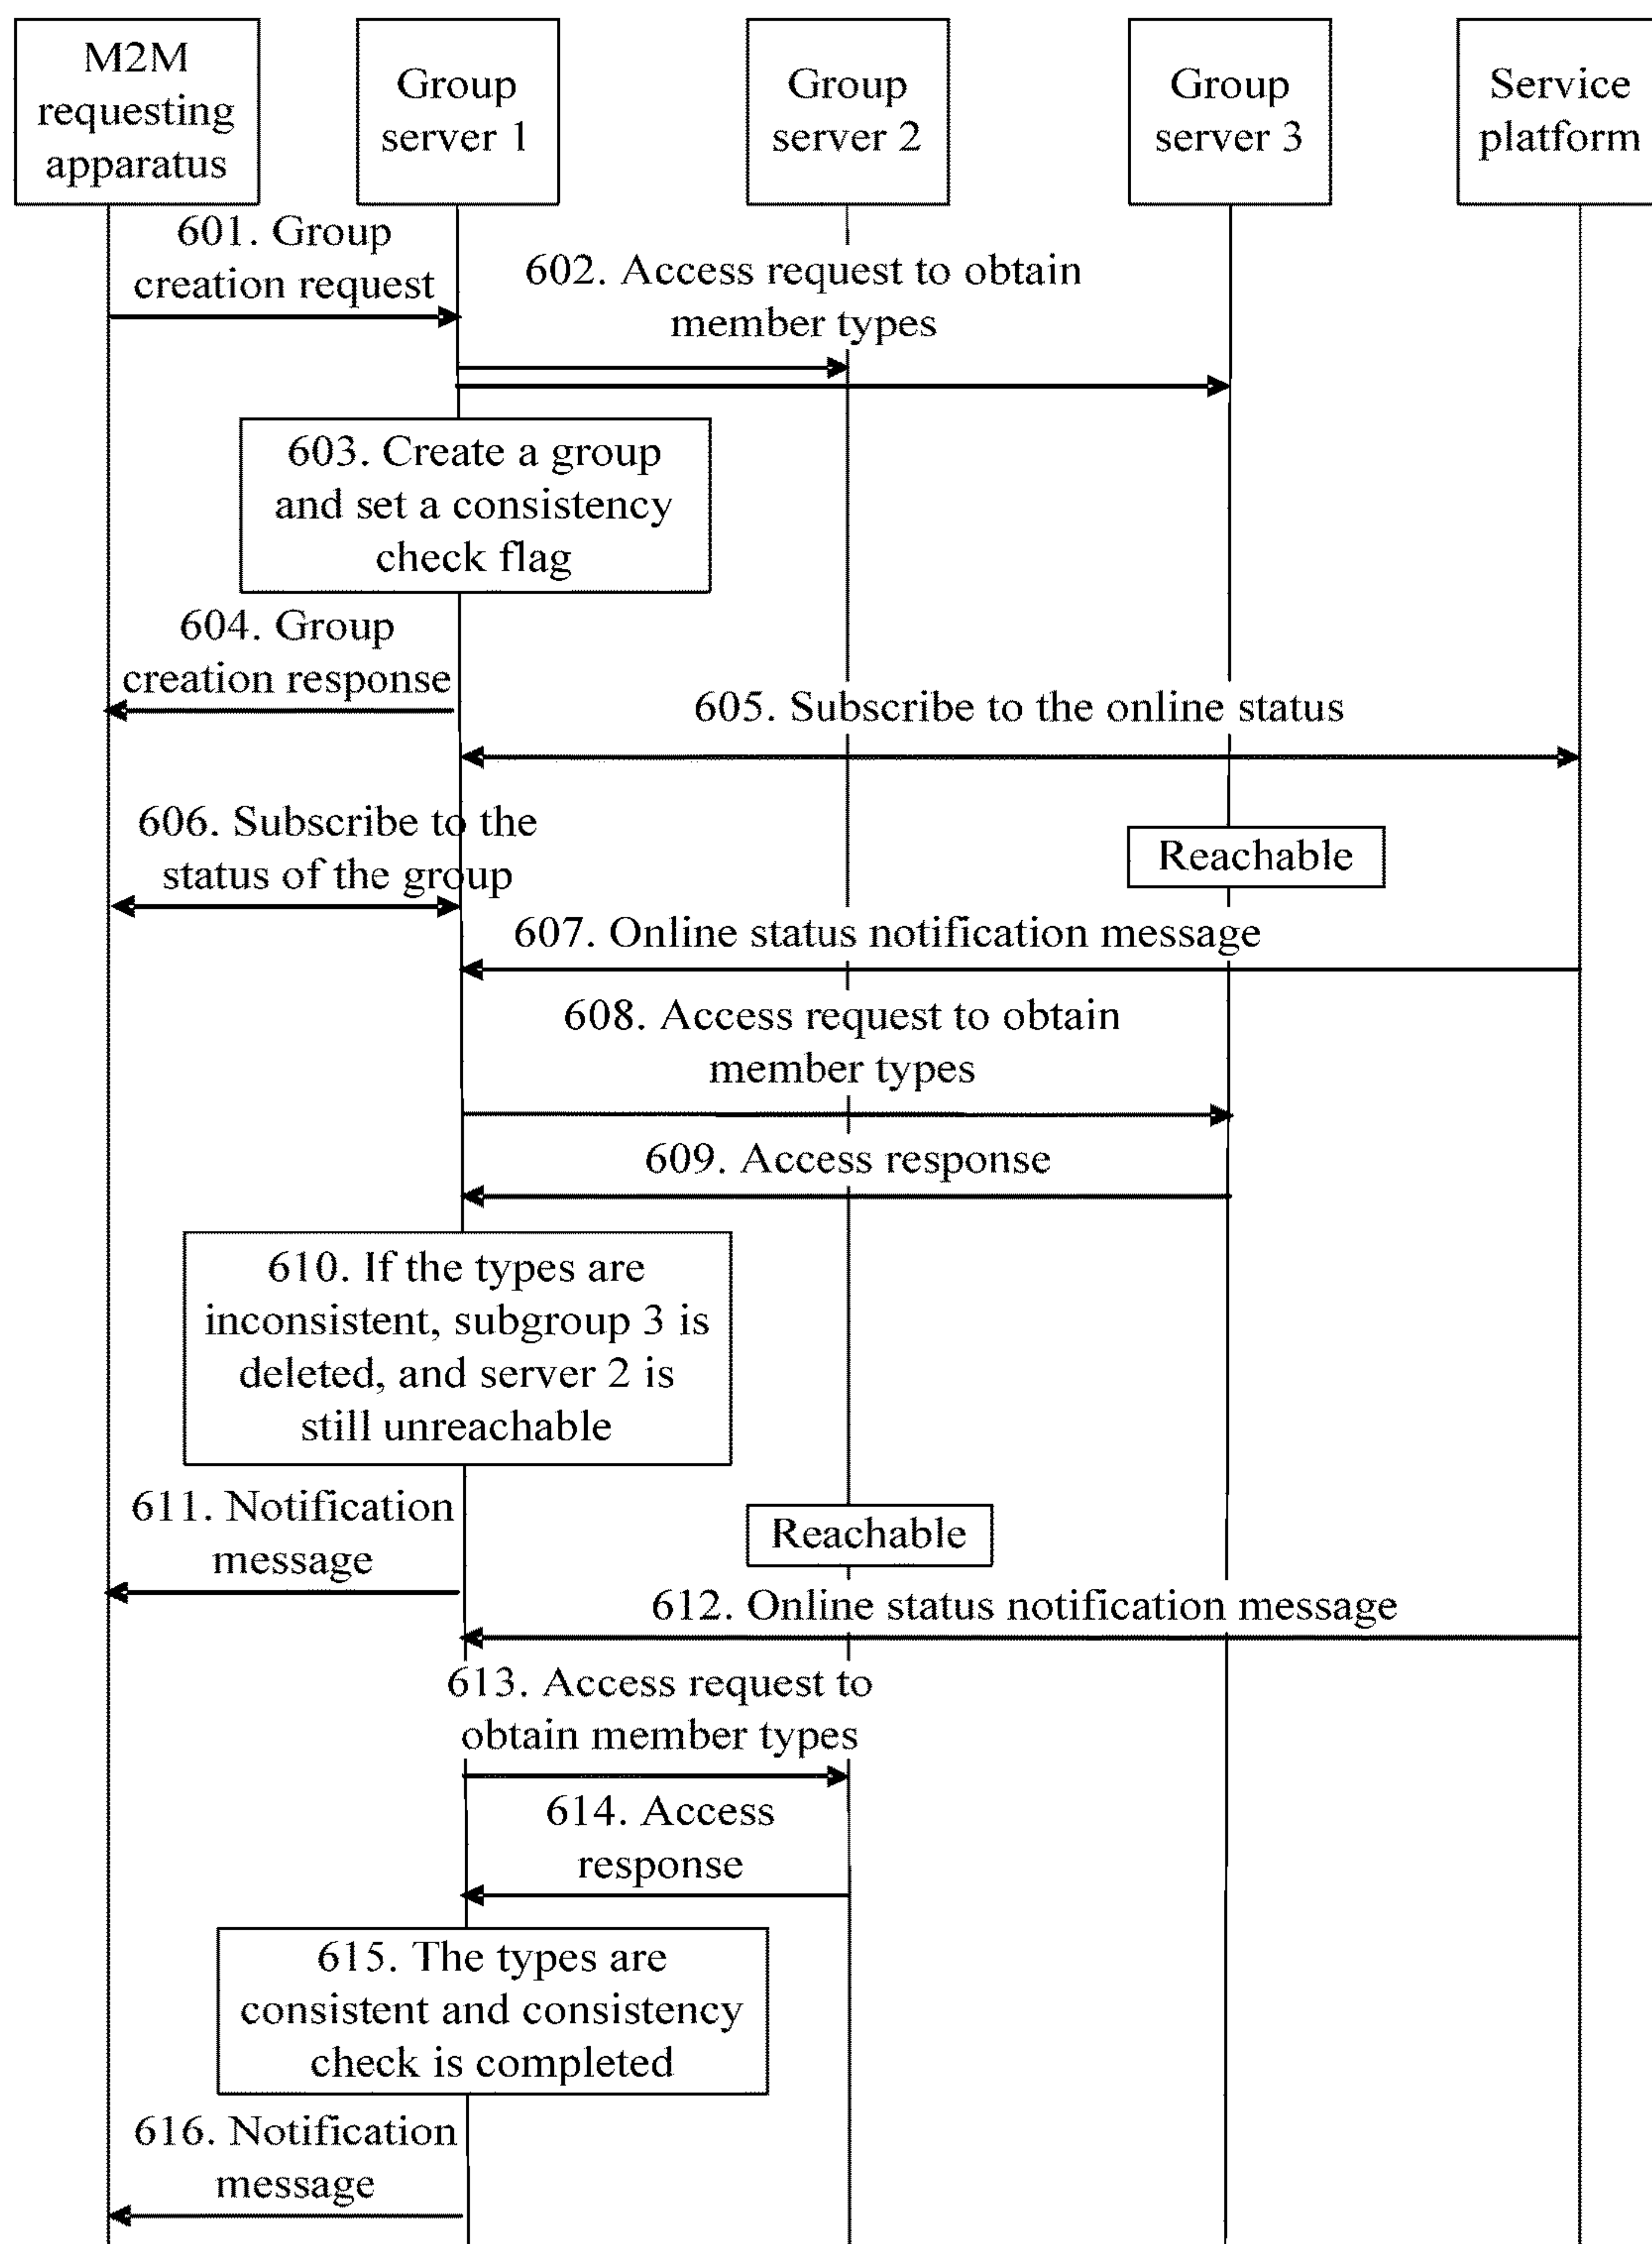 M2M
requesting
apparatus
Group
server 1
Group
server 2
Group
server 3
Service
platform
601. Group
creation request
602. Access request to obtain
member types
603. Create a group
and set a consistency
check flag
604. Group
creation response
605. Subscribe to the online status
606. Subscribe to the
status of the group
Reachable
607. Online status notification message
608. Access request to obtain
member types
609. Access response
610. If the types are
inconsistent, subgroup 3 is
deleted, and server 2 is
still unreachable
611. Notification
message
Reachable
612. Online status notification message
613. Access request to
obtain member types
614. Access
response
615. The types are
consistent and consistency
check is completed
616. Notification
message